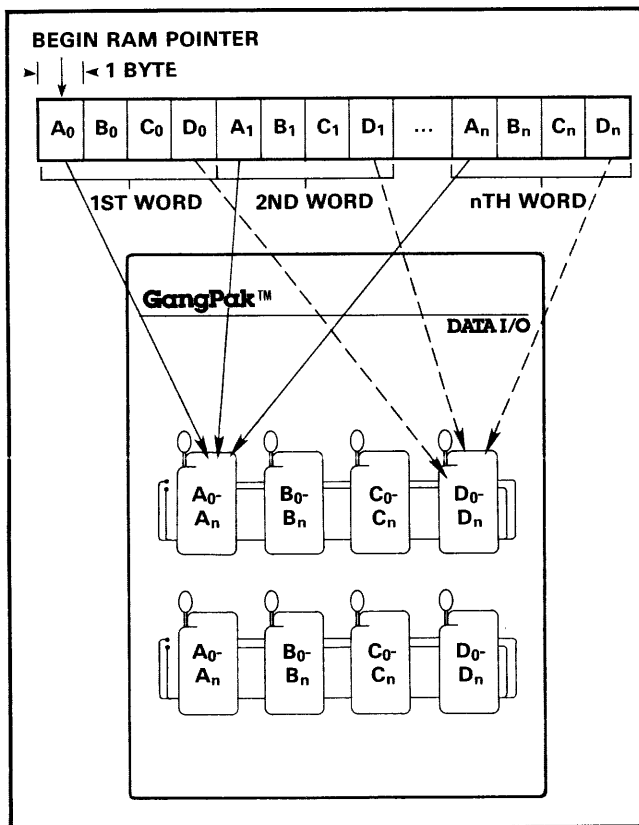 BEGIN RAM POINTER
1 BYTE
A0 B0 C0 D0 A1 B1 C1 D1 ... An Bn Cn Dn
1ST WORD 2ND WORD nTH WORD
GangPak™
DATA I/O
A0- B0- C0- D0-
An Bn Cn Dn
A0- B0- C0- D0-
An Bn Cn Dn